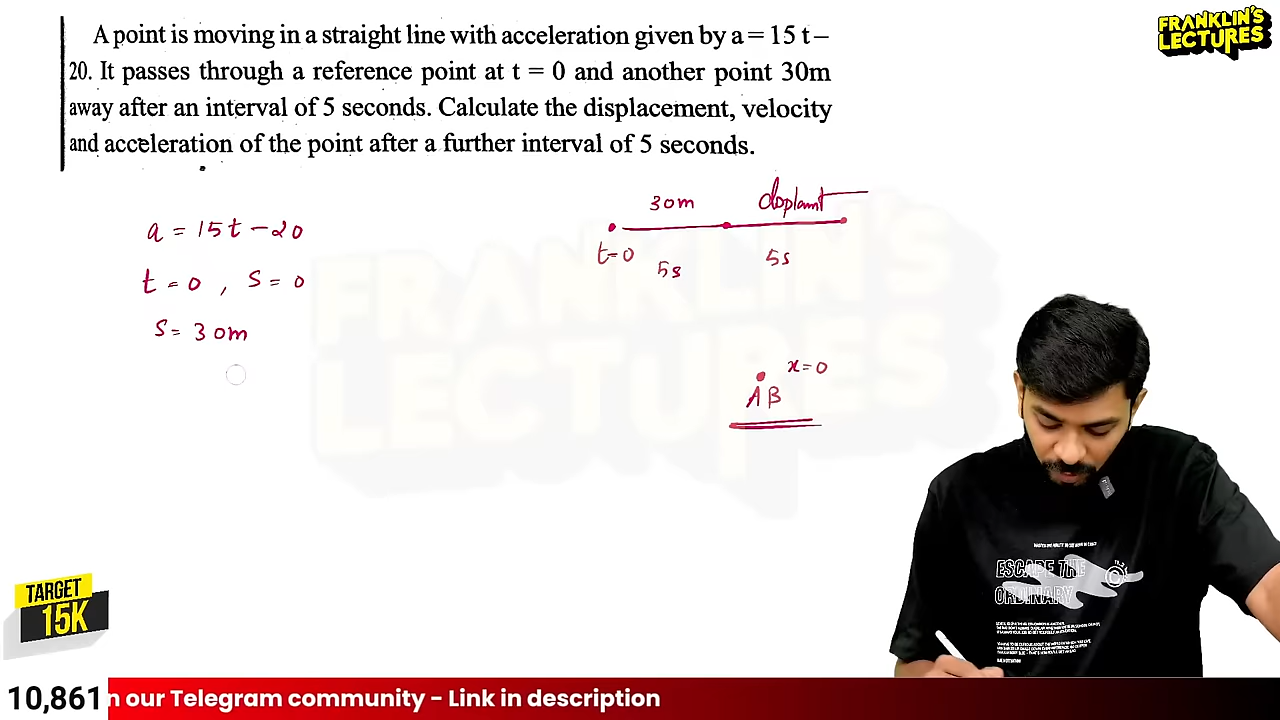 FRANKLIN'S
LECTURES
A point is moving in a straight line with acceleration given by a = 15 t –
20. It passes through a reference point at t = 0 and another point 30m
away after an interval of 5 seconds. Calculate the displacement, velocity
and acceleration of the point after a further interval of 5 seconds.
a = 15t - 20
t = 0 , s = 0
s = 30m
30m
t=0
5s
5s
x=0
AB
FRANKLIN'S
LECTURES
ESCAPE THE
ORDINARY
TARGET
15K
10,861
n our Telegram community - Link in description